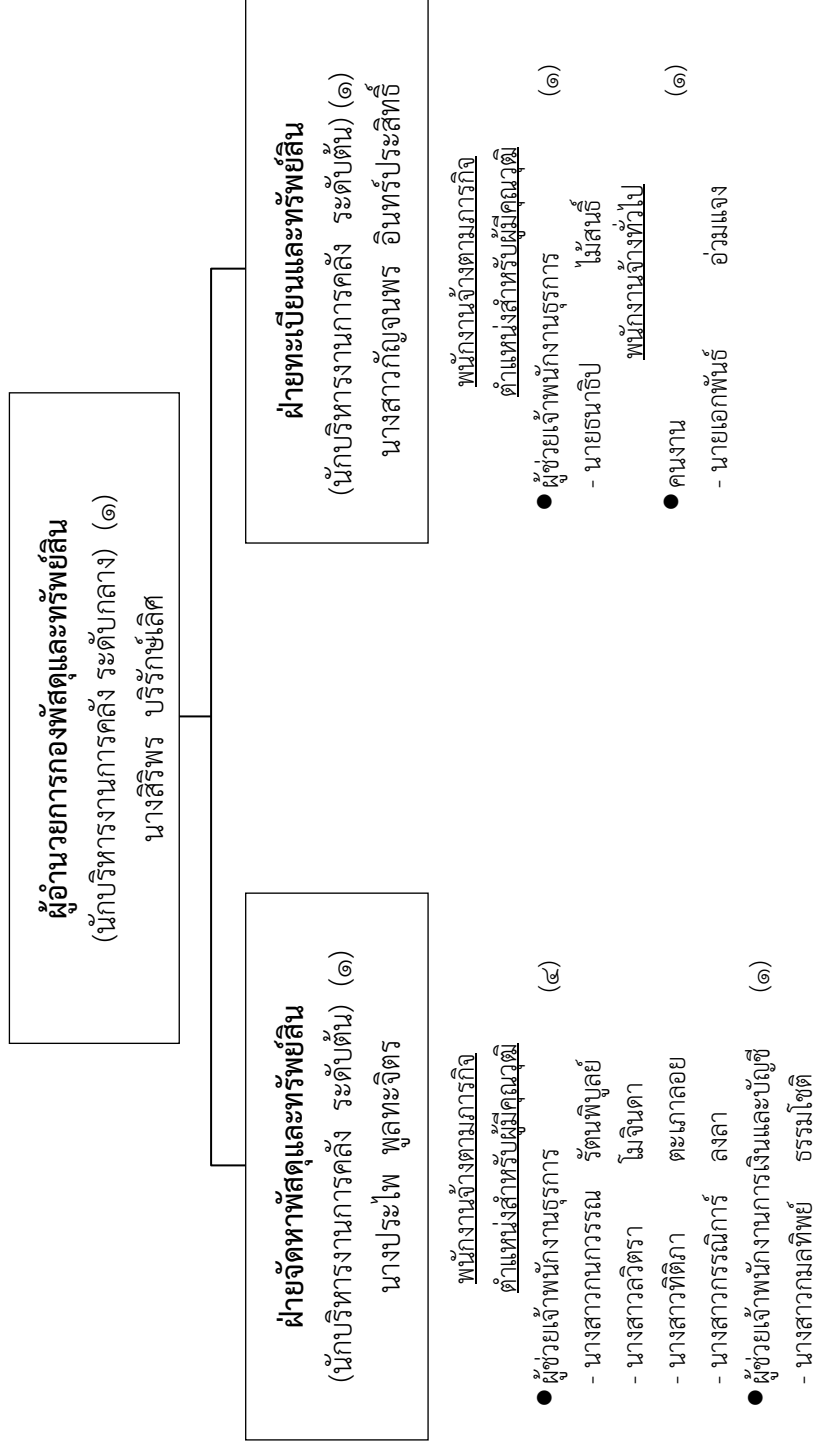 ผู้อำนวยการกองพัสดุและทรัพย์สิน
(นักบริหารงานการคลัง ระดับกลาง) (๑)
นางสิริพร บริรักษ์เลิศ
ฝ่ายจัดหาพัสดุและทรัพย์สิน
(นักบริหารงานการคลัง ระดับต้น) (๑)
นางประไพ พูลทะจิตร
พนักงานจ้างตามภารกิจ
ตำแหน่งสำหรับผู้มีคุณวุฒิ
● ผู้ช่วยเจ้าพนักงานธุรการ (๔)
- นางสาวกนกวรรณ รัตนพิบูลย์
- นางสาวลวิตรา โมจินดา
- นางสาวทิติภา ตะเภาลอย
- นางสาวกรรณิการ์ ลงลา
● ผู้ช่วยเจ้าพนักงานการเงินและบัญชี (๑)
- นางสาวกมลทิพย์ ธรรมโชติ
ฝ่ายทะเบียนและทรัพย์สิน
(นักบริหารงานการคลัง ระดับต้น) (๑)
นางสาวกัญจนพร อินทร์ประสิทธิ์
พนักงานจ้างตามภารกิจ
ตำแหน่งสำหรับผู้มีคุณวุฒิ
● ผู้ช่วยเจ้าพนักงานธุรการ (๑)
- นายธนาธิป ไม้สนธิ์
พนักงานจ้างทั่วไป
● คนงาน (๑)
- นายเอกพันธ์ อ่วมแจง